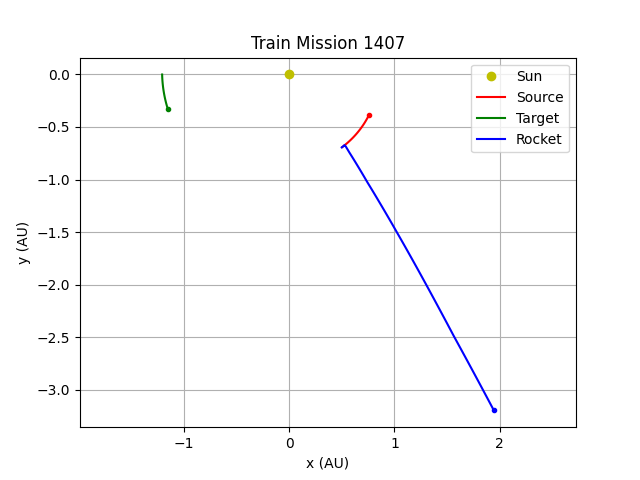 Train Mission 1407
Sun
Source
Target
Rocket
0.0
−0.5
−1.0
−1.5
−2.0
−2.5
−3.0
y (AU)
−1
0
1
2
x (AU)